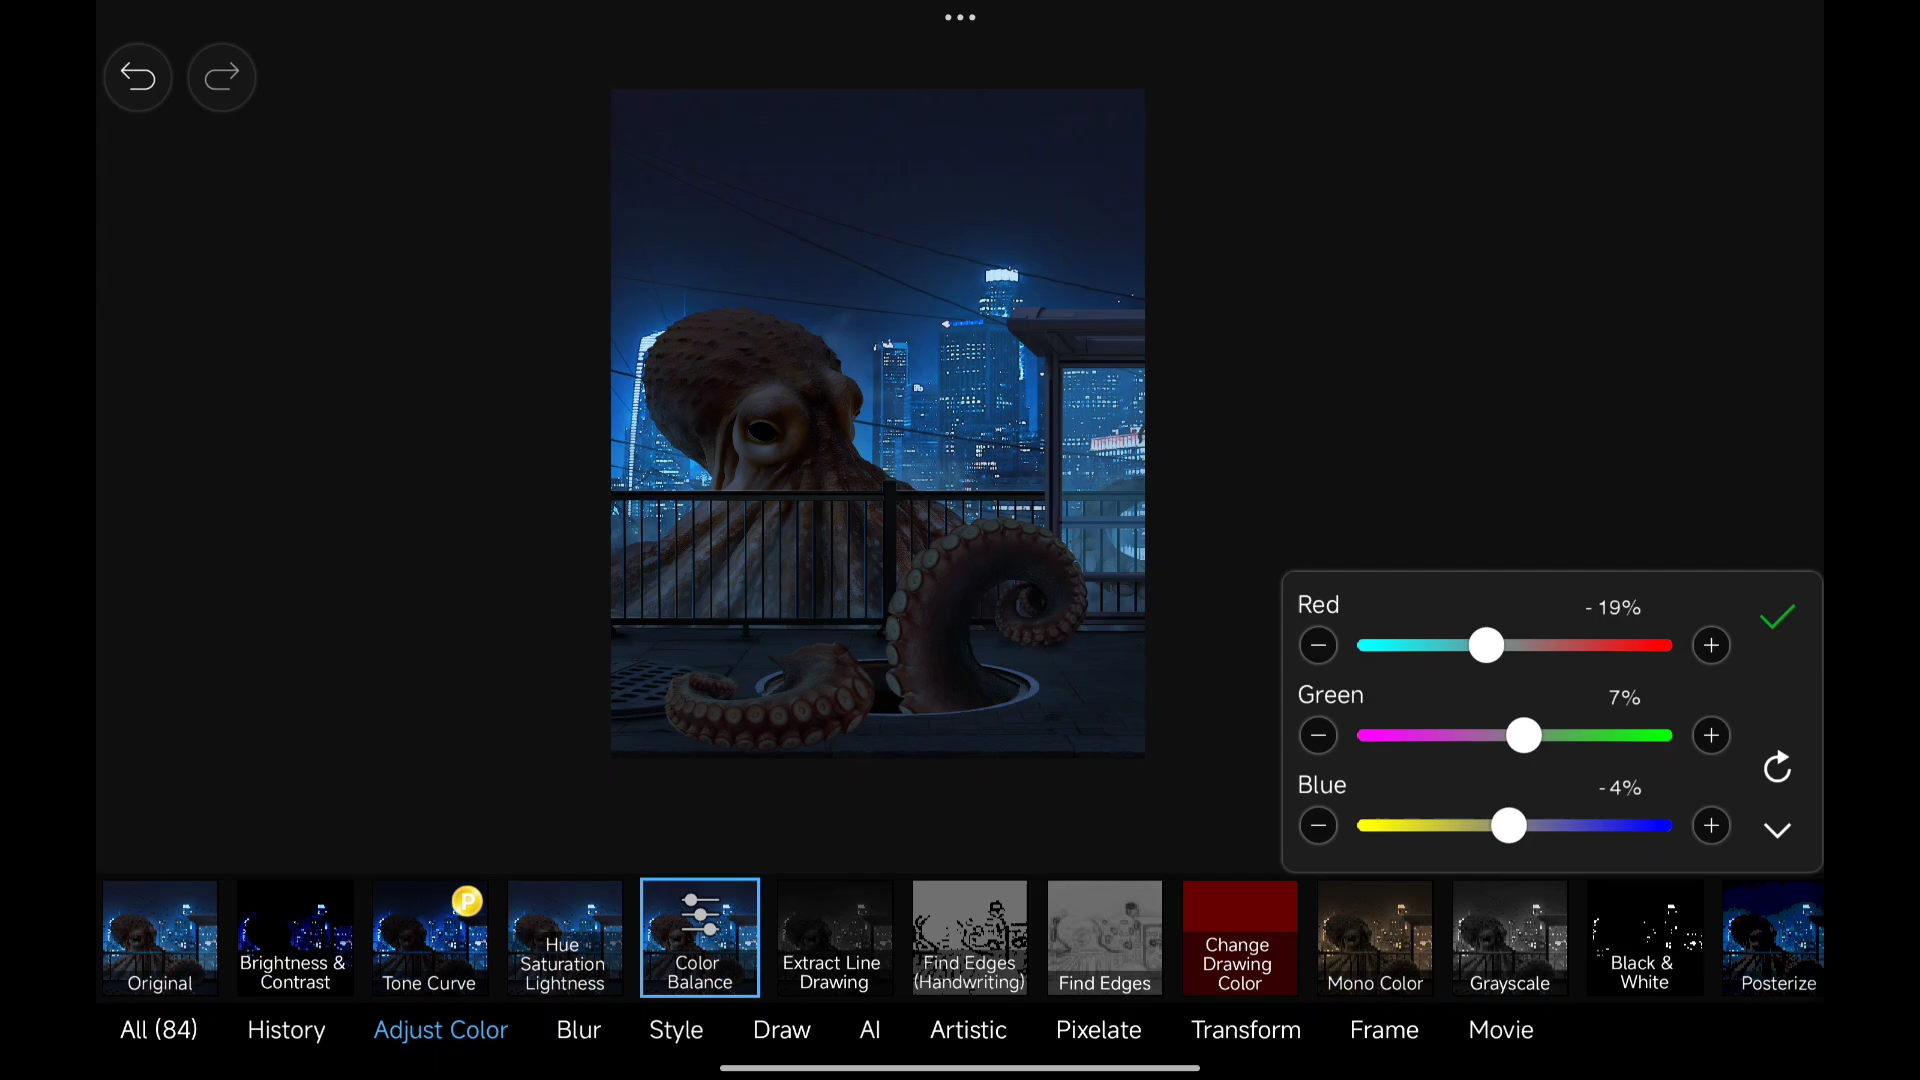 Red
- 19%
Green
7%
Blue
- 4%
P
Original
Brightness &
Contrast
Tone Curve
Hue
Saturation
Lightness
Color
Balance
Extract Line
Drawing
Find Edges
(Handwriting)
Find Edges
Change
Drawing
Color
Mono Color
Grayscale
Black &
White
Posterize
All (84)
History
Adjust Color
Blur
Style
Draw
AI
Artistic
Pixelate
Transform
Frame
Movie